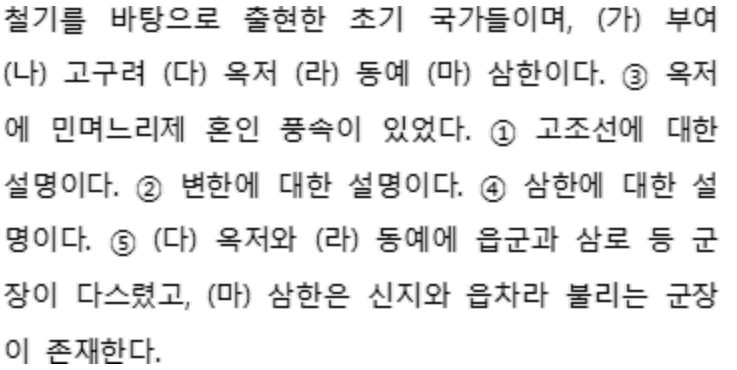 철기를 바탕으로 출현한 초기 국가들이며, (가) 부여
(나) 고구려 (다) 옥저 (라) 동예 (마) 삼한이다. ③ 옥저
에 민며느리제 혼인 풍속이 있었다. ① 고조선에 대한
설명이다. ② 변한에 대한 설명이다. ④ 삼한에 대한 설
명이다. ⑤ (다) 옥저와 (라) 동예에 읍군과 삼로 등 군
장이 다스렸고, (마) 삼한은 신지와 읍차라 불리는 군장
이 존재한다.